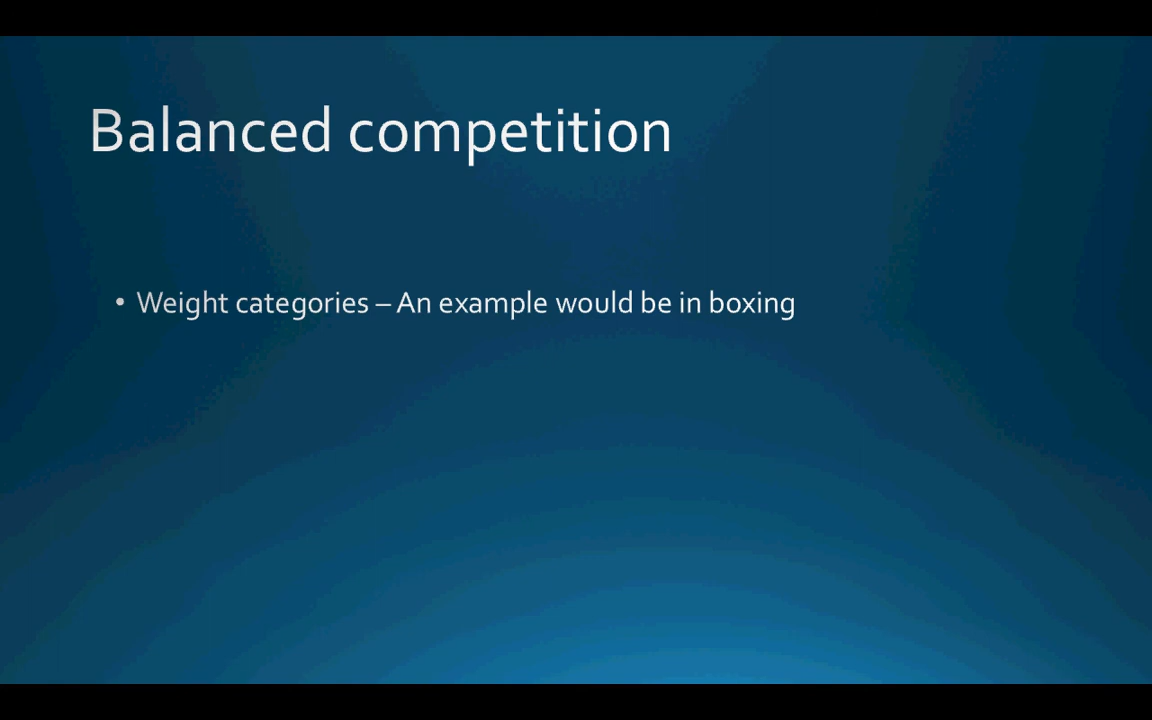 Balanced competition
• Weight categories – An example would be in boxing